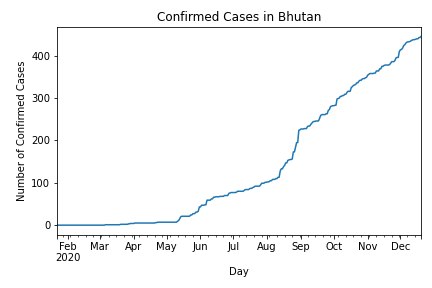 Confirmed Cases in Bhutan
Number of Confirmed Cases
400
300
200
100
0
Feb Mar Apr May Jun Jul Aug Sep Oct Nov Dec
2020
Day